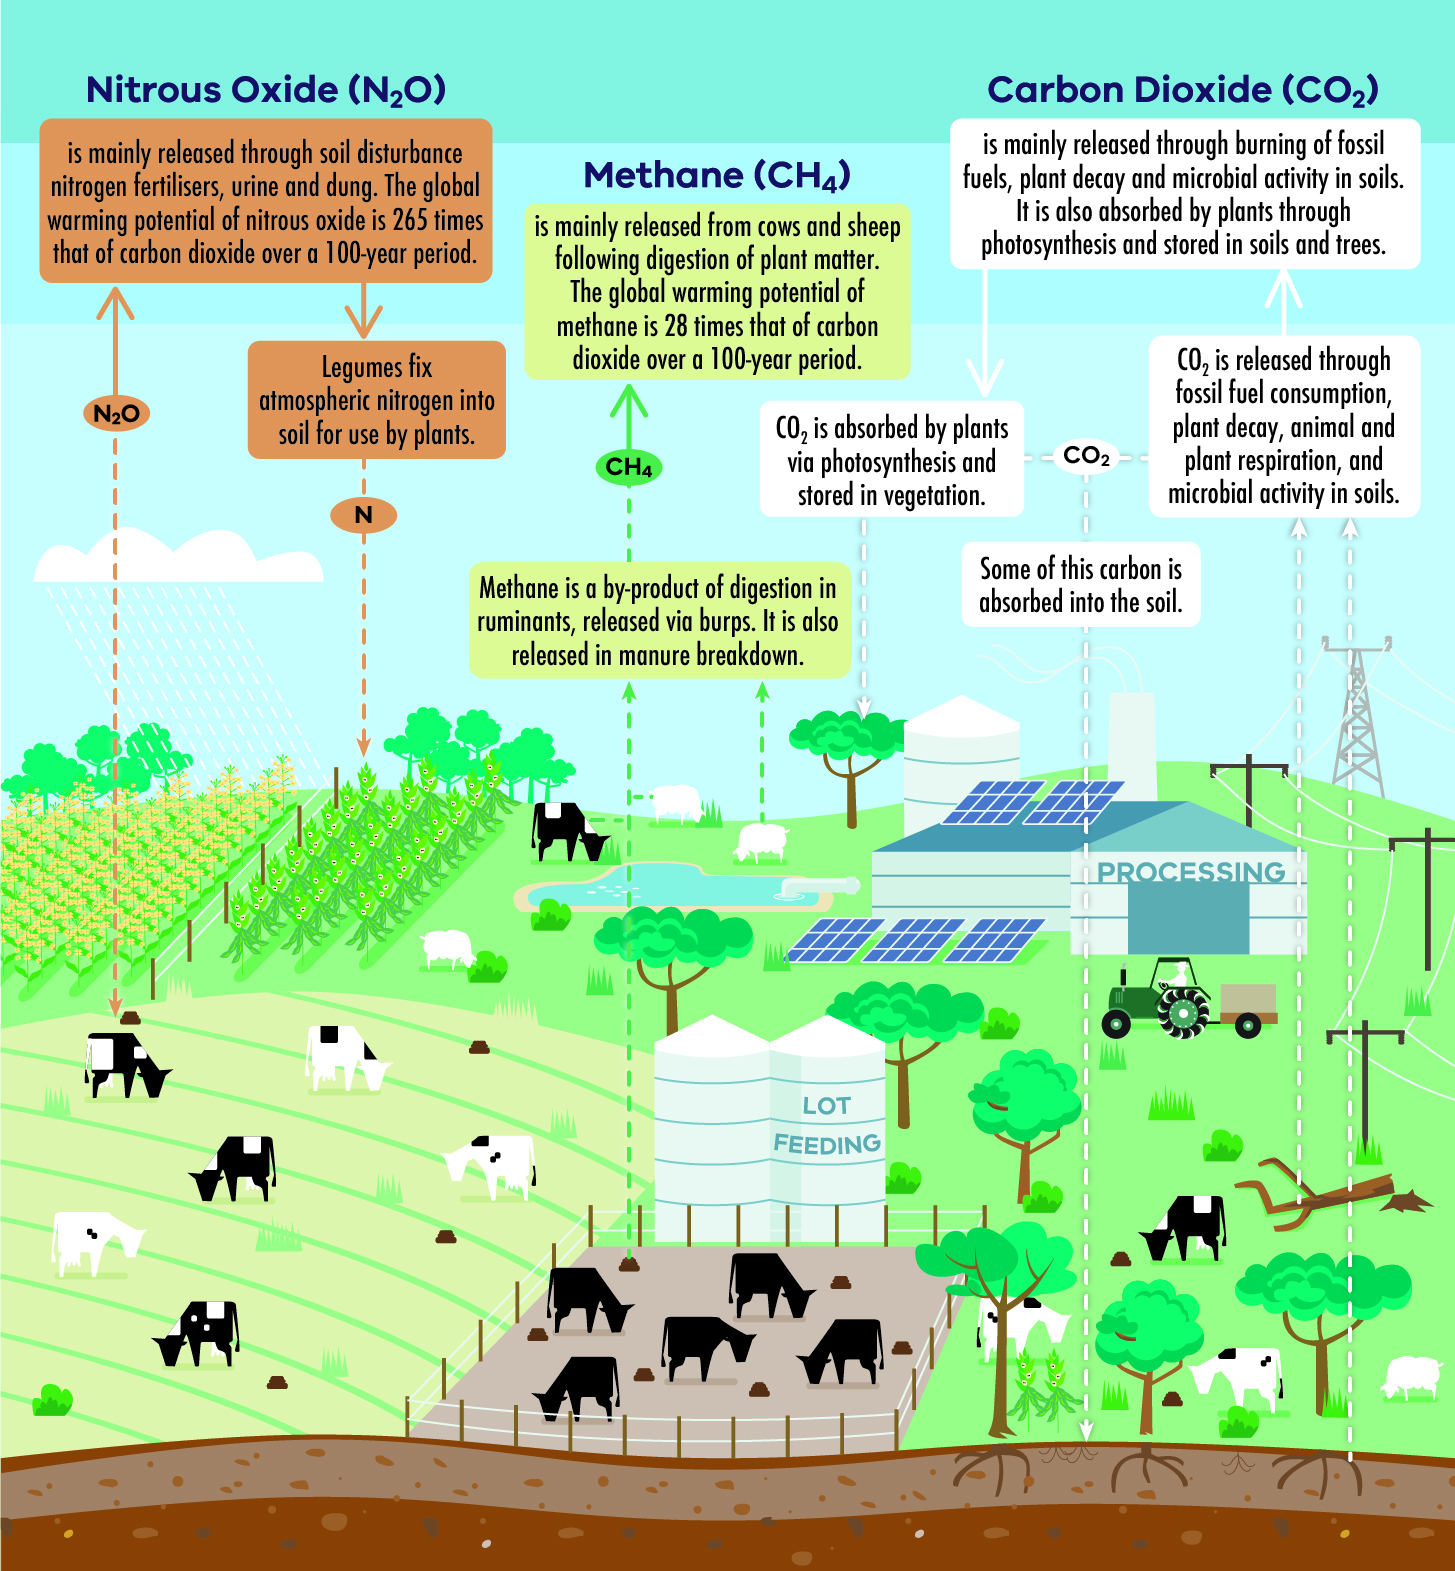 Nitrous Oxide (N₂O)
is mainly released through soil disturbance
nitrogen fertilisers, urine and dung. The global
warming potential of nitrous oxide is 265 times
that of carbon dioxide over a 100-year period.
N₂O
Legumes fix
atmospheric nitrogen into
soil for use by plants.
N
Methane (CH₄)
is mainly released from cows and sheep
following digestion of plant matter.
The global warming potential of
methane is 28 times that of carbon
dioxide over a 100-year period.
CH₄
Methane is a by-product of digestion in
ruminants, released via burps. It is also
released in manure breakdown.
Carbon Dioxide (CO₂)
is mainly released through burning of fossil
fuels, plant decay and microbial activity in soils.
It is also absorbed by plants through
photosynthesis and stored in soils and trees.
CO₂ is absorbed by plants
via photosynthesis and
stored in vegetation.
CO₂
CO₂ is released through
fossil fuel consumption,
plant decay, animal and
plant respiration, and
microbial activity in soils.
Some of this carbon is
absorbed into the soil.
PROCESSING
LOT
FEEDING